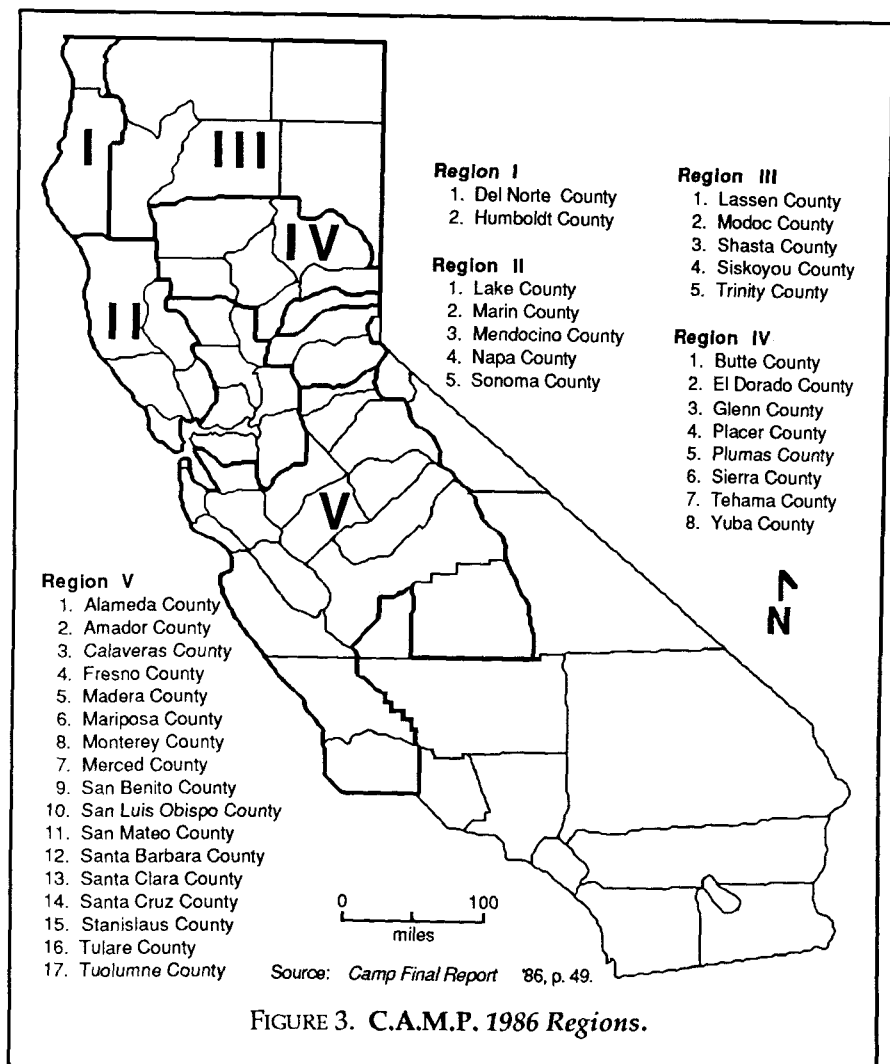 I
III
IV
II
V
Region I
1. Del Norte County
2. Humboldt County
Region II
1. Lake County
2. Marin County
3. Mendocino County
4. Napa County
5. Sonoma County
Region III
1. Lassen County
2. Modoc County
3. Shasta County
4. Siskoyou County
5. Trinity County
Region IV
1. Butte County
2. El Dorado County
3. Glenn County
4. Placer County
5. Plumas County
6. Sierra County
7. Tehama County
8. Yuba County
N
Region V
1. Alameda County
2. Amador County
3. Calaveras County
4. Fresno County
5. Madera County
6. Mariposa County
8. Monterey County
7. Merced County
9. San Benito County
10. San Luis Obispo County
11. San Mateo County
12. Santa Barbara County
13. Santa Clara County
14. Santa Cruz County
15. Stanislaus County
16. Tulare County
17. Tuolumne County
0 100
miles
Source: Camp Final Report '86, p. 49.
FIGURE 3. C.A.M.P. 1986 Regions.